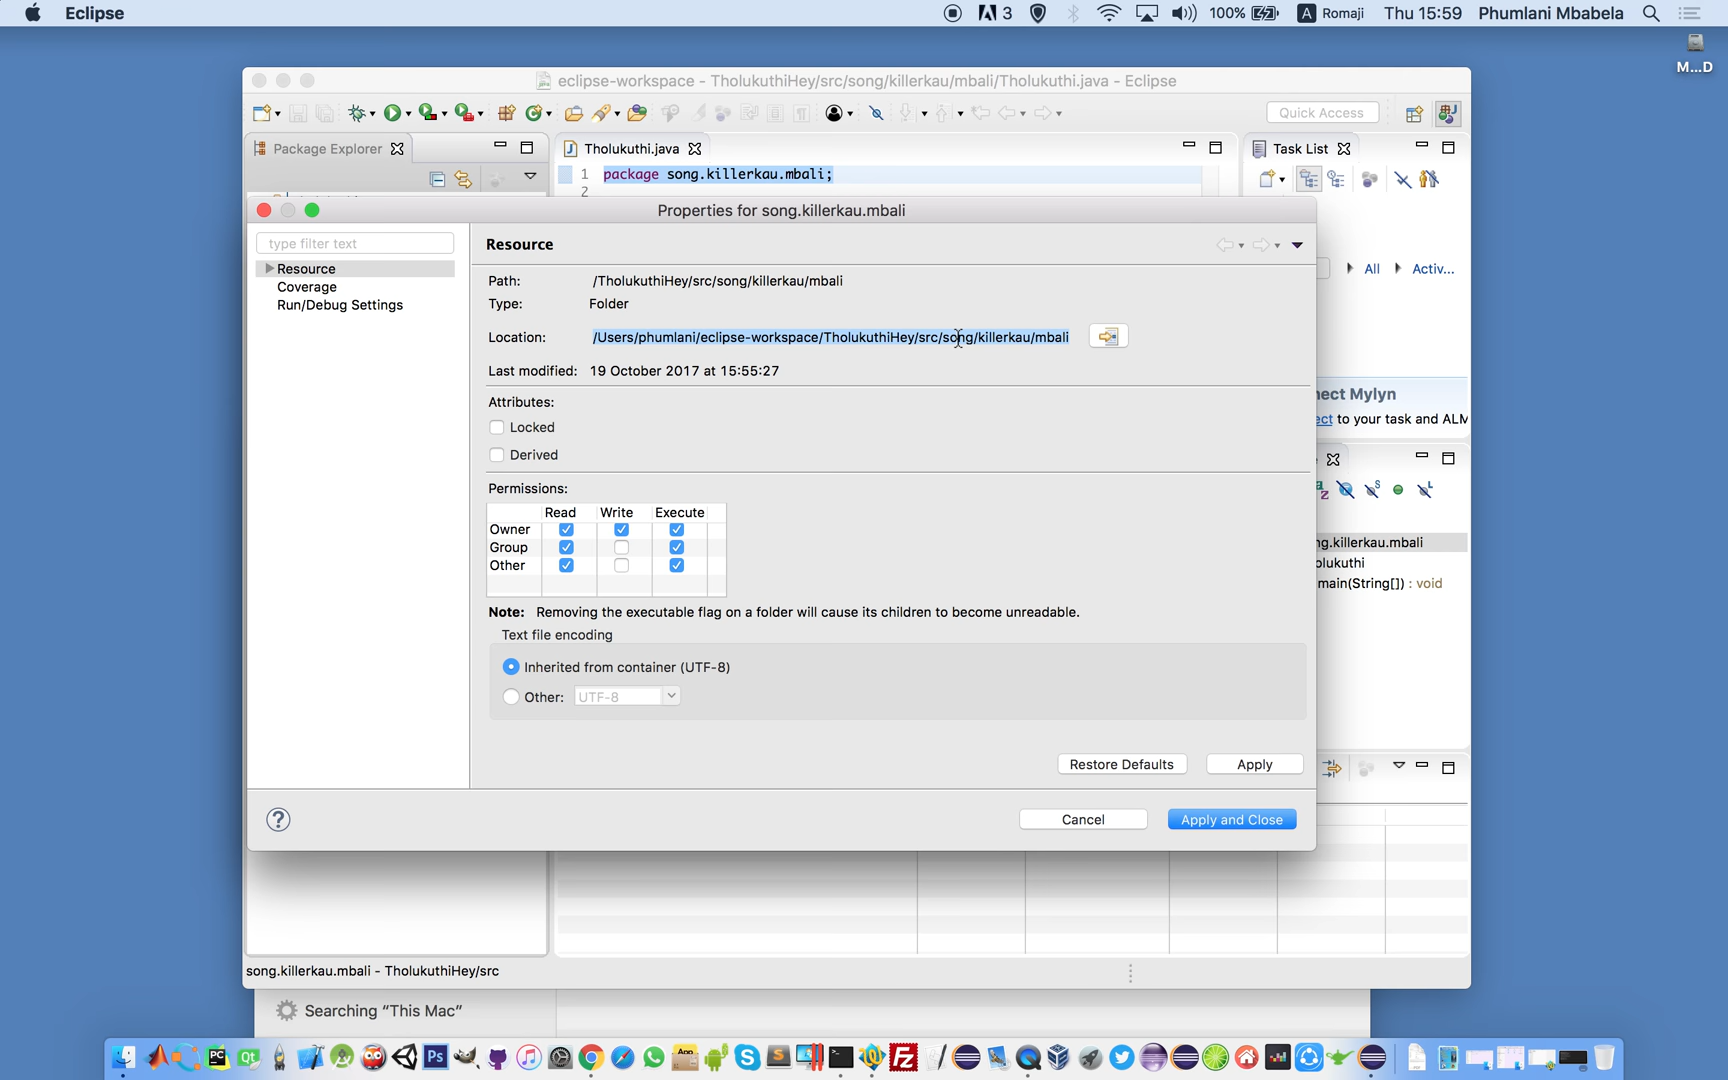 Eclipse
3
100%
A Romaji
Thu 15:59
Phumlani Mbabela
M...D
eclipse-workspace - TholukuthiHey/src/song/killerkau/mbali/Tholukuthi.java - Eclipse
Quick Access
Package Explorer
Tholukuthi.java
Task List
1 package song.killerkau.mbali;
2
Properties for song.killerkau.mbali
type filter text
Resource
Coverage
Run/Debug Settings
Resource
Path: /TholukuthiHey/src/song/killerkau/mbali
Type: Folder
Location: /Users/phumlani/eclipse-workspace/TholukuthiHey/src/song/killerkau/mbali
Last modified: 19 October 2017 at 15:55:27
Attributes:
Locked
Derived
Permissions:
Read Write Execute
Owner
Group
Other
Note: Removing the executable flag on a folder will cause its children to become unreadable.
Text file encoding
Inherited from container (UTF-8)
Other: UTF-8
Restore Defaults
Apply
?
Cancel
Apply and Close
All
Activ...
nect Mylyn
ect to your task and ALM
ng.killerkau.mbali
olukuthi
main(String[]) : void
song.killerkau.mbali - TholukuthiHey/src
Searching “This Mac”